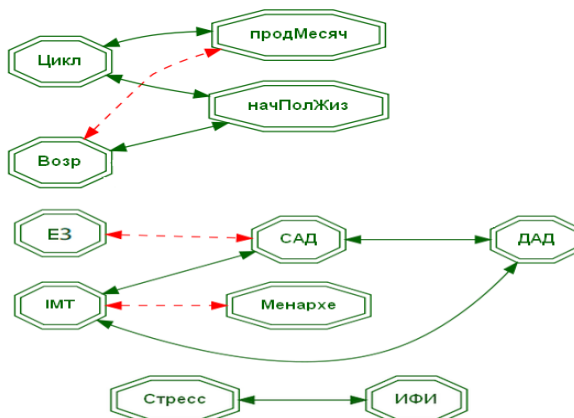 продМесяч
Цикл
начПолЖиз
Возр
ЕЗ
САД
ДАД
IMT
Менархе
Стресс
ИФИ